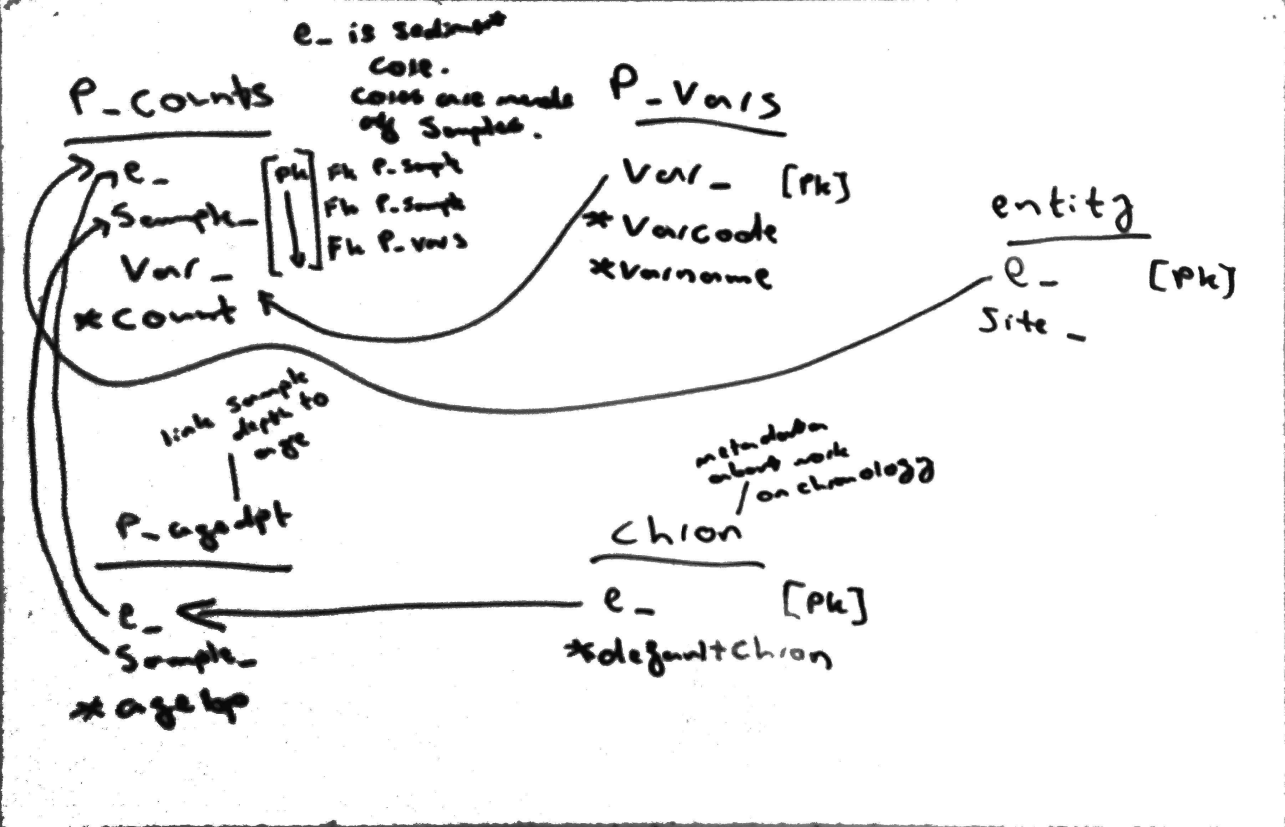 e_ is sediment
core.
cores are made
of Samples.
P_counts
e_
Sample_
Var_
*count
[Pk]
Fk P_sampl
Fk P_sample
Fk P_vars
P_Vars
Var_ [Pk]
*Varcode
*Varname
entity
e_ [Pk]
Site_
link sample
depth to
age
P_agedpt
e_
Sample_
*agebp
metadata
about work
on chronology
Chron
e_ [Pk]
*defaultChron